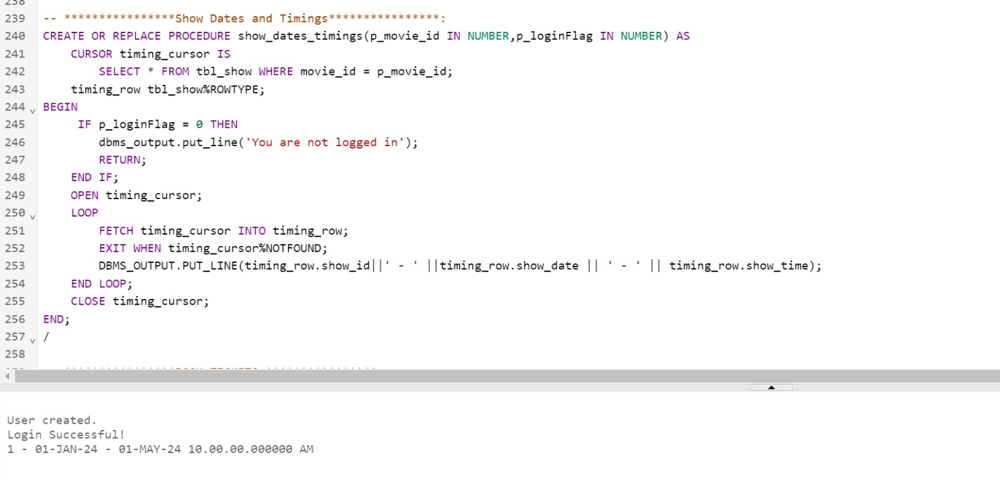 238
239 -- ****************Show Dates and Timings****************:
240 CREATE OR REPLACE PROCEDURE show_dates_timings(p_movie_id IN NUMBER,p_loginFlag IN NUMBER) AS
241     CURSOR timing_cursor IS
242         SELECT * FROM tbl_show WHERE movie_id = p_movie_id;
243     timing_row tbl_show%ROWTYPE;
244 BEGIN
245      IF p_loginFlag = 0 THEN
246         dbms_output.put_line('You are not logged in');
247         RETURN;
248     END IF;
249     OPEN timing_cursor;
250     LOOP
251         FETCH timing_cursor INTO timing_row;
252         EXIT WHEN timing_cursor%NOTFOUND;
253         DBMS_OUTPUT.PUT_LINE(timing_row.show_id||' - ' ||timing_row.show_date || ' - ' || timing_row.show_time);
254     END LOOP;
255     CLOSE timing_cursor;
256 END;
257 /
258
User created.
Login Successful!
1 - 01-JAN-24 - 01-MAY-24 10.00.00.000000 AM